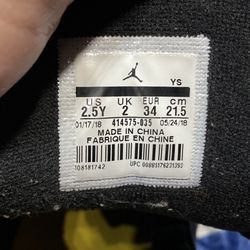 YS
US UK EUR cm
2.5Y 2 34 21.5
01/17/18 414575-035 05/24/18
MADE IN CHINA
FABRIQUE EN CHINE